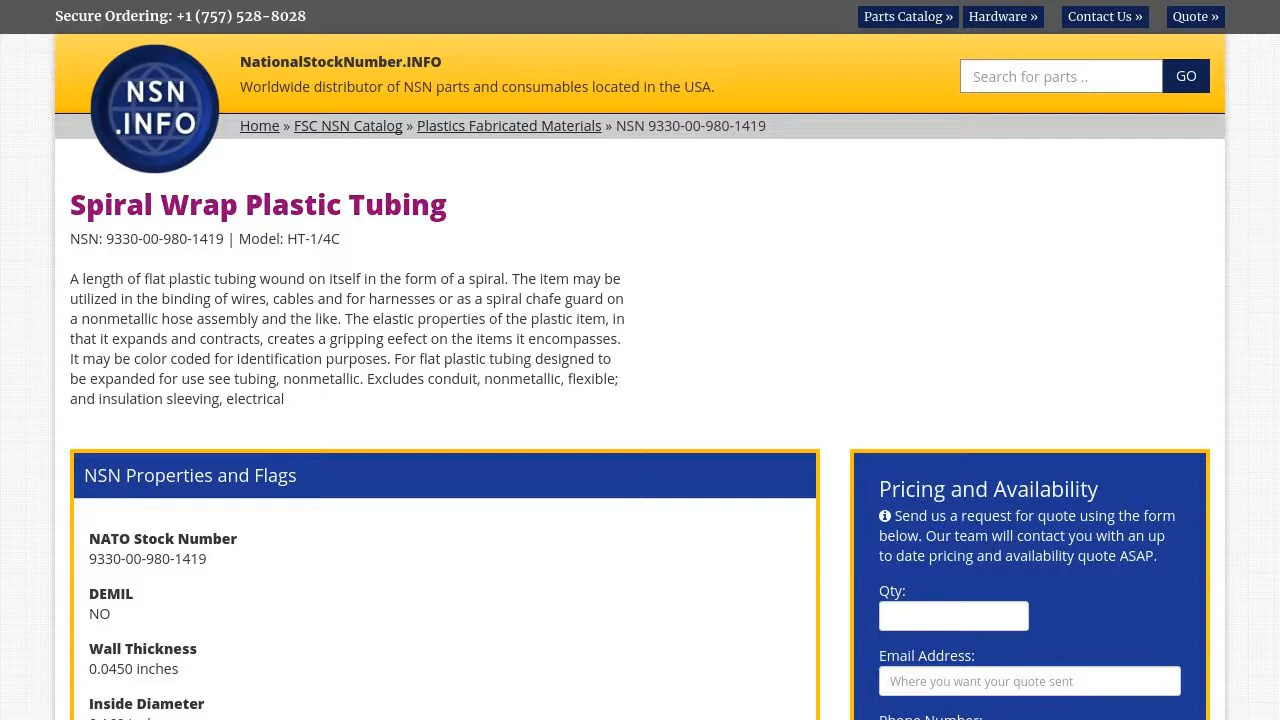 Secure Ordering: +1 (757) 528-8028
Parts Catalog »
Hardware »
Contact Us »
Quote »
NSN
.INFO
NationalStockNumber.INFO
Worldwide distributor of NSN parts and consumables located in the USA.
Search for parts ..
GO
Home » FSC NSN Catalog » Plastics Fabricated Materials » NSN 9330-00-980-1419
Spiral Wrap Plastic Tubing
NSN: 9330-00-980-1419 | Model: HT-1/4C
A length of flat plastic tubing wound on itself in the form of a spiral. The item may be
utilized in the binding of wires, cables and for harnesses or as a spiral chafe guard on
a nonmetallic hose assembly and the like. The elastic properties of the plastic item, in
that it expands and contracts, creates a gripping eefect on the items it encompasses.
It may be color coded for identification purposes. For flat plastic tubing designed to
be expanded for use see tubing, nonmetallic. Excludes conduit, nonmetallic, flexible;
and insulation sleeving, electrical
NSN Properties and Flags
NATO Stock Number
9330-00-980-1419
DEMIL
NO
Wall Thickness
0.0450 inches
Inside Diameter
Pricing and Availability
Send us a request for quote using the form
below. Our team will contact you with an up
to date pricing and availability quote ASAP.
Qty:
Email Address:
Where you want your quote sent
Phone Number: